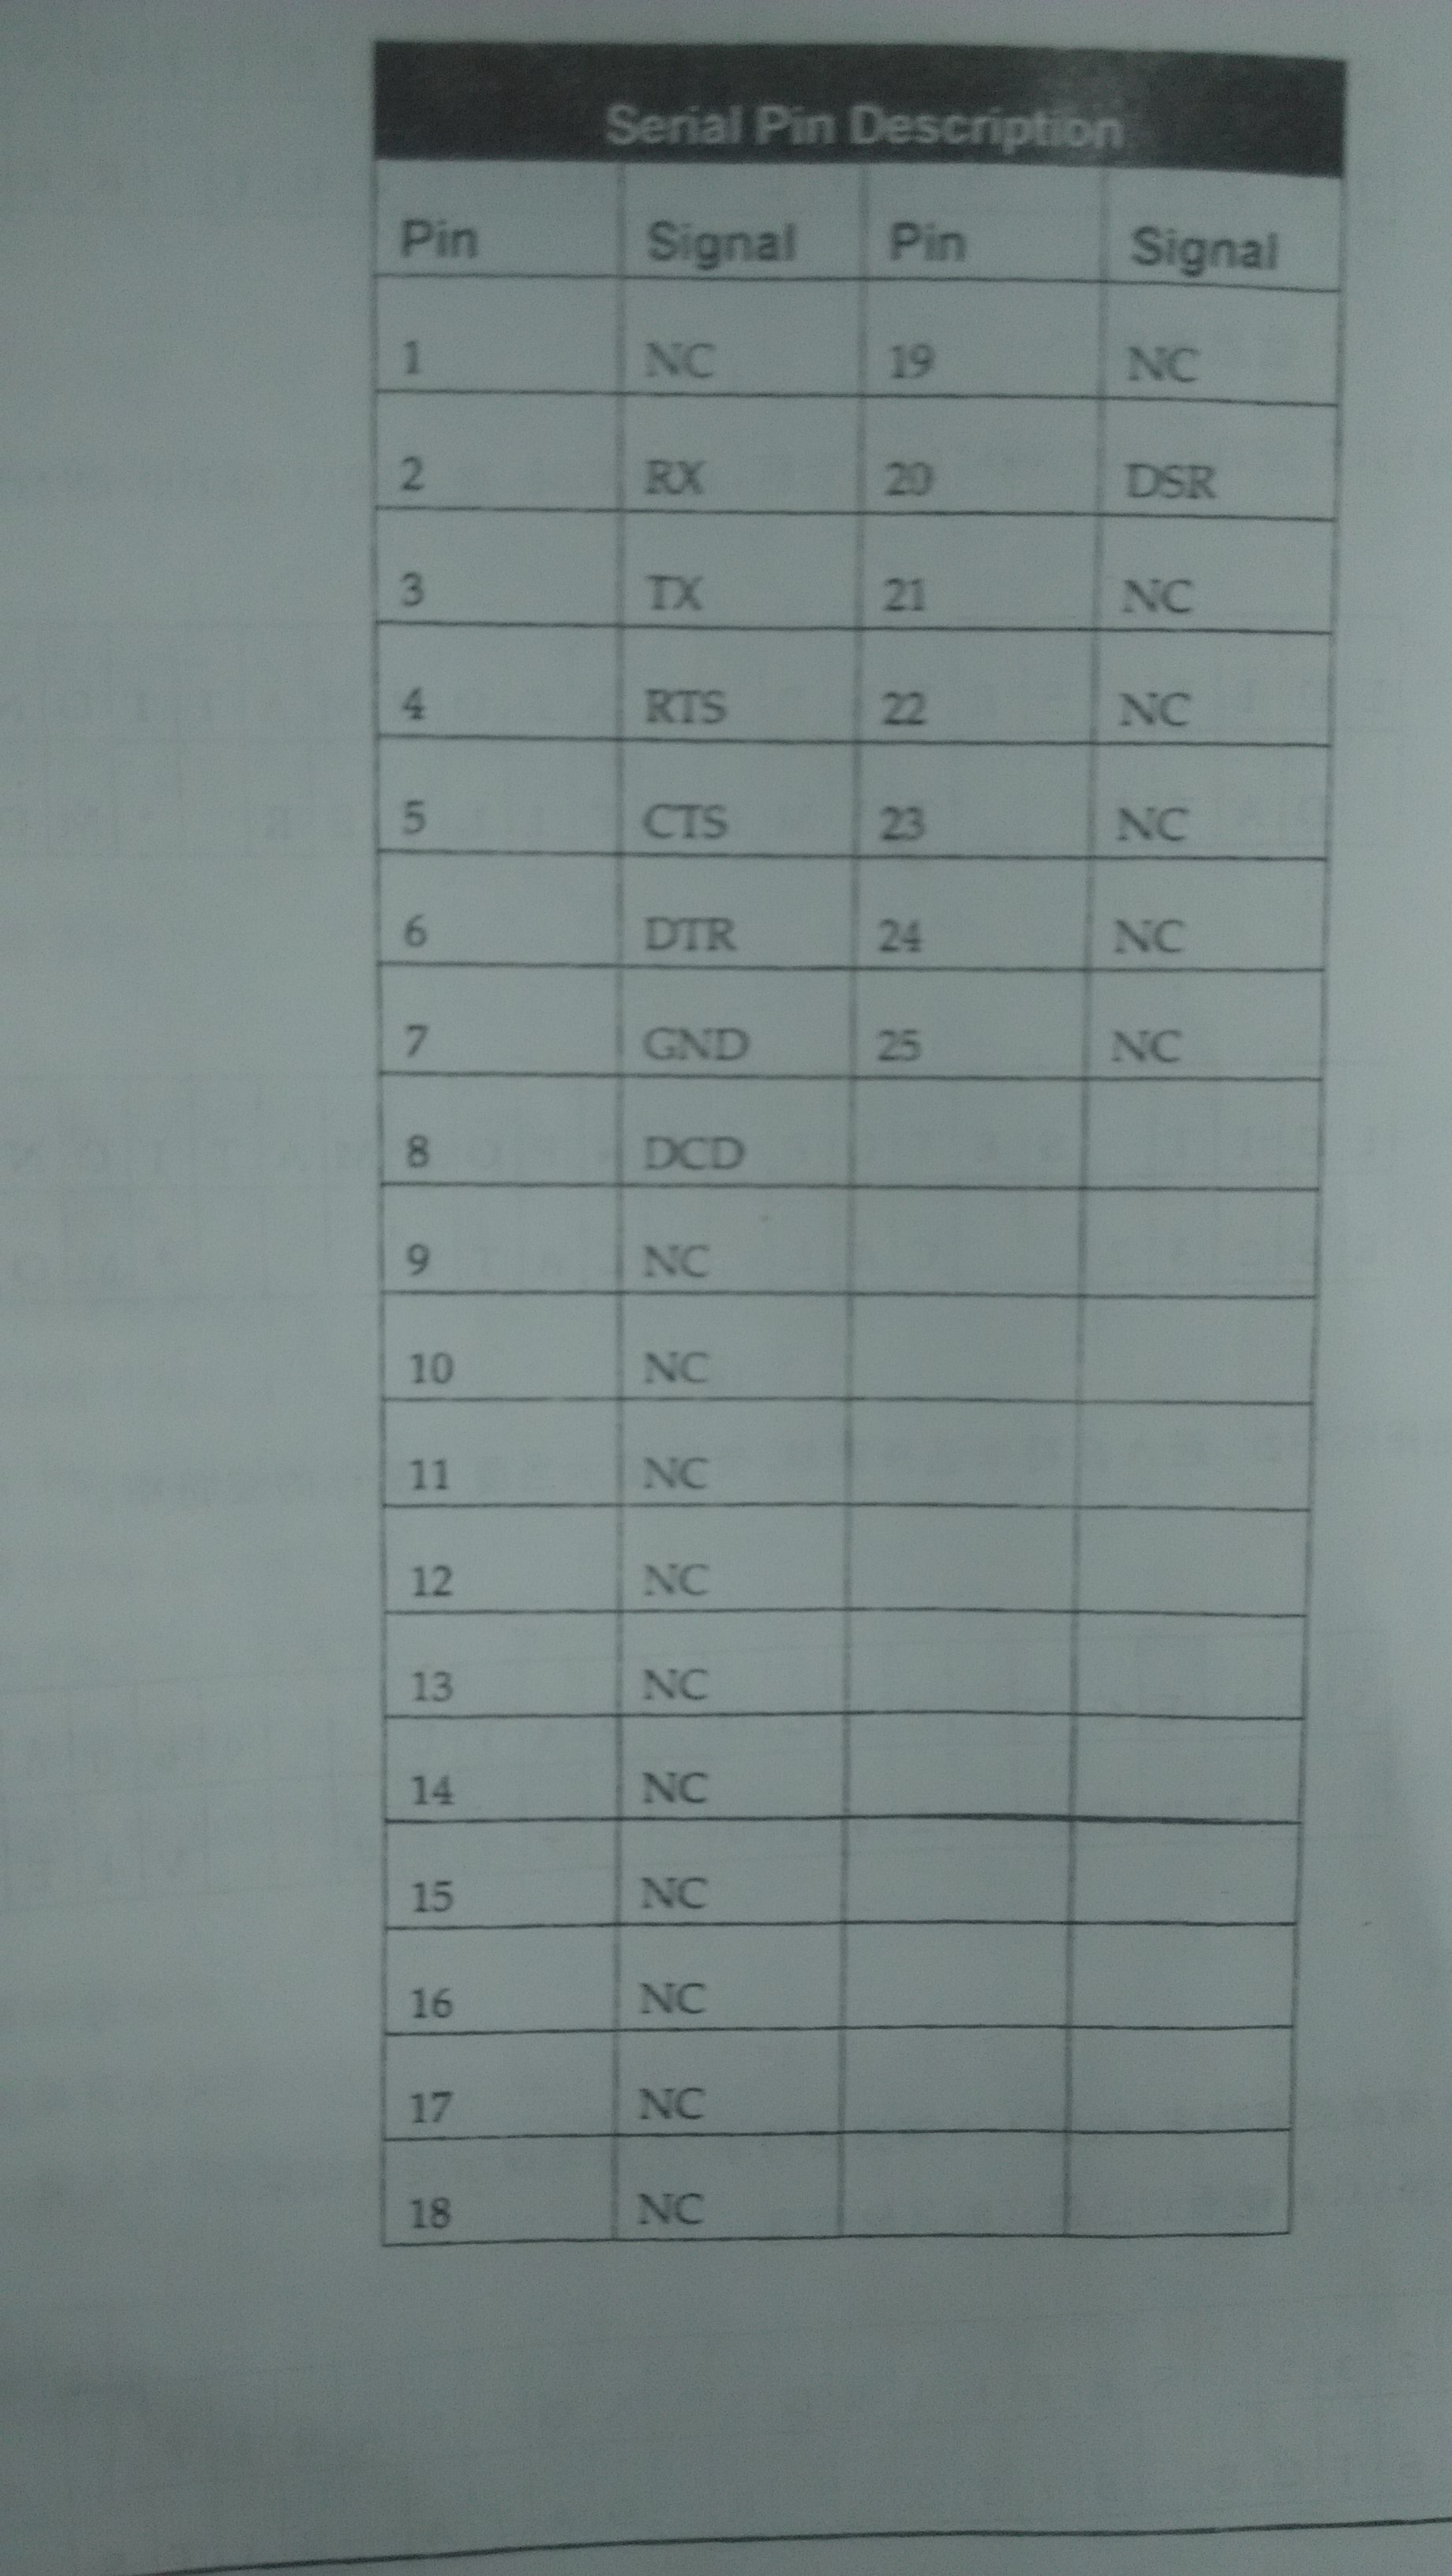 Serial Pin Description
Pin Signal Pin Signal
1 NC 19 NC
2 RX 20 DSR
3 TX 21 NC
4 RTS 22 NC
5 CTS 23 NC
6 DTR 24 NC
7 GND 25 NC
8 DCD
9 NC
10 NC
11 NC
12 NC
13 NC
14 NC
15 NC
16 NC
17 NC
18 NC